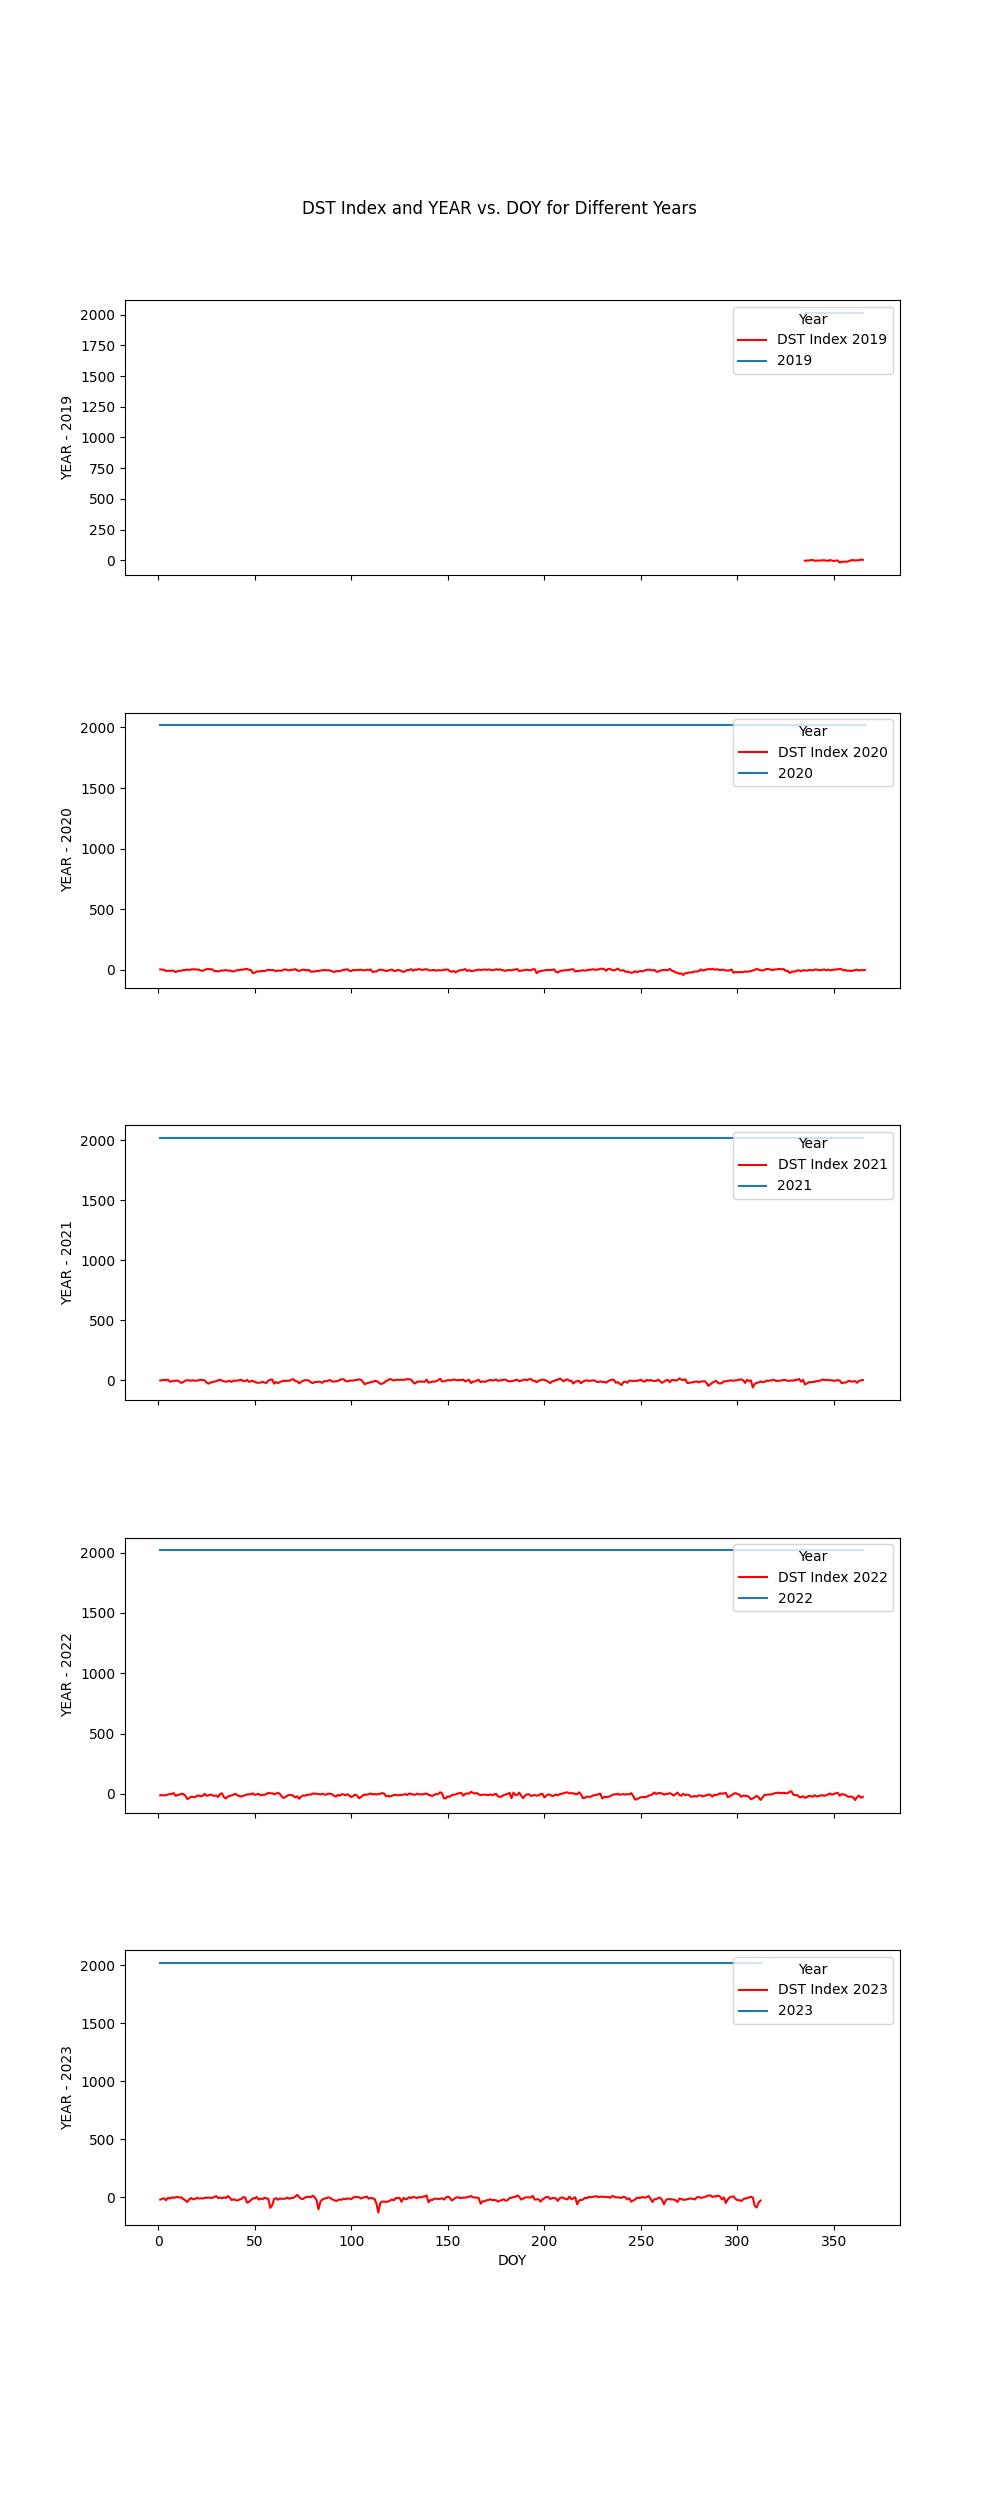 DST Index and YEAR vs. DOY for Different Years
YEAR - 2019
2000
1750
1500
1250
1000
750
500
250
0
Year
DST Index 2019
2019
YEAR - 2020
2000
1500
1000
500
0
Year
DST Index 2020
2020
YEAR - 2021
2000
1500
1000
500
0
Year
DST Index 2021
2021
YEAR - 2022
2000
1500
1000
500
0
Year
DST Index 2022
2022
YEAR - 2023
2000
1500
1000
500
0
Year
DST Index 2023
2023
0 50 100 150 200 250 300 350
DOY